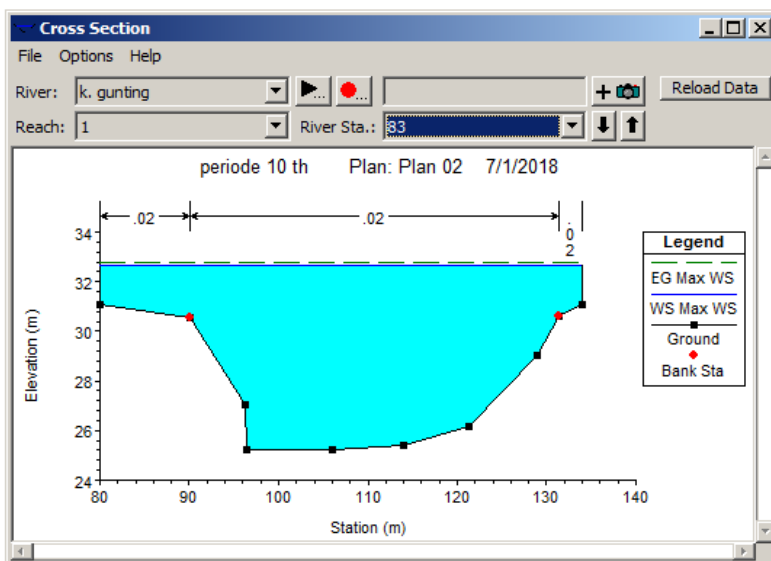 Cross Section
File Options Help
River: k. gunting
Reload Data
Reach: 1 River Sta.: 83
periode 10 th Plan: Plan 02 7/1/2018
.02 .02 .02
34
32
30
28
26
24
80 90 100 110 120 130 140
Elevation (m)
Station (m)
Legend
EG Max WS
WS Max WS
Ground
Bank Sta